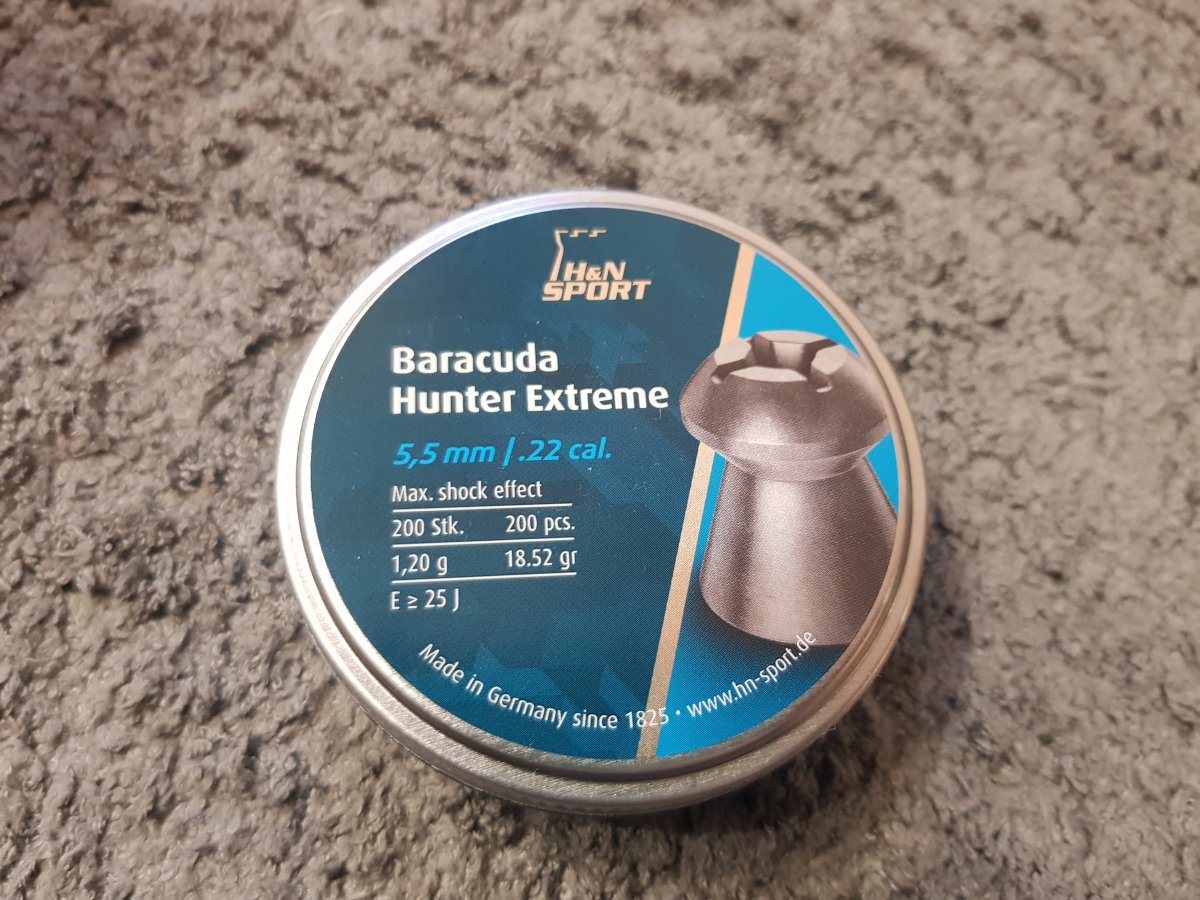 H&N
SPORT
Baracuda
Hunter Extreme
5,5 mm / .22 cal.
Max. shock effect
200 Stk. 200 pcs.
1,20 g 18.52 gr
E ≥ 25 J
Made in Germany since 1825 · www.hn-sport.de